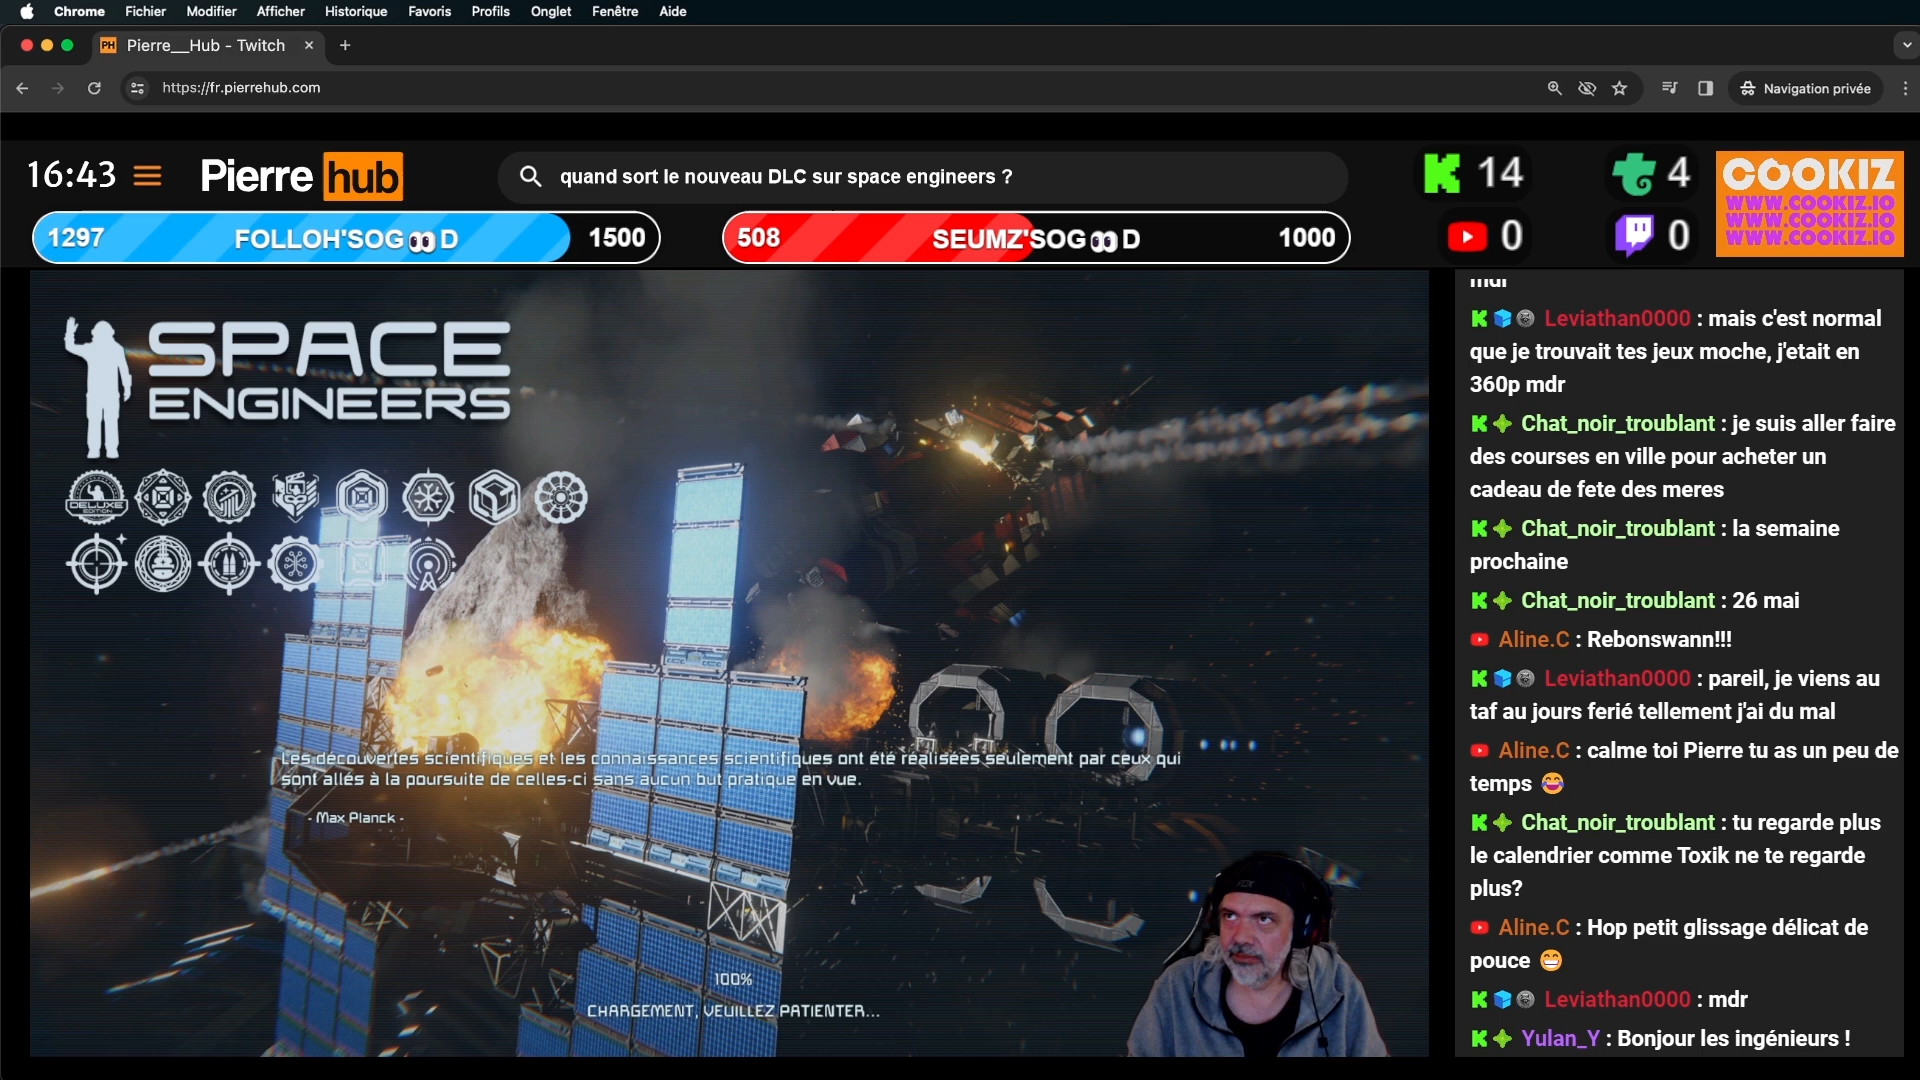 Chrome Fichier Modifier Afficher Historique Favoris Profils Onglet Fenêtre Aide
PH Pierre__Hub - Twitch
https://fr.pierrehub.com
Navigation privée
16:43
Pierre hub
quand sort le nouveau DLC sur space engineers ?
14
4
1297 FOLLOH'SOG👀D 1500
508 SEUMZ'SOG👀D 1000
0
0
COOKIZ
WWW.COOKIZ.IO
WWW.COOKIZ.IO
WWW.COOKIZ.IO
SPACE
ENGINEERS
DELUXE
EDITION
Les découvertes scientifiques et les connaissances scientifiques ont été réalisées seulement par ceux qui
sont allés à la poursuite de celles-ci sans aucun but pratique en vue.
- Max Planck -
100%
CHARGEMENT, VEUILLEZ PATIENTER...
mdr
Leviathan0000 : mais c'est normal
que je trouvait tes jeux moche, j'etait en
360p mdr
Chat_noir_troublant : je suis aller faire
des courses en ville pour acheter un
cadeau de fete des meres
Chat_noir_troublant : la semaine
prochaine
Chat_noir_troublant : 26 mai
Aline.C : Rebonswann!!!
Leviathan0000 : pareil, je viens au
taf au jours ferié tellement j'ai du mal
Aline.C : calme toi Pierre tu as un peu de
temps 😂
Chat_noir_troublant : tu regarde plus
le calendrier comme Toxik ne te regarde
plus?
Aline.C : Hop petit glissage délicat de
pouce 😁
Leviathan0000 : mdr
Yulan_Y : Bonjour les ingénieurs !